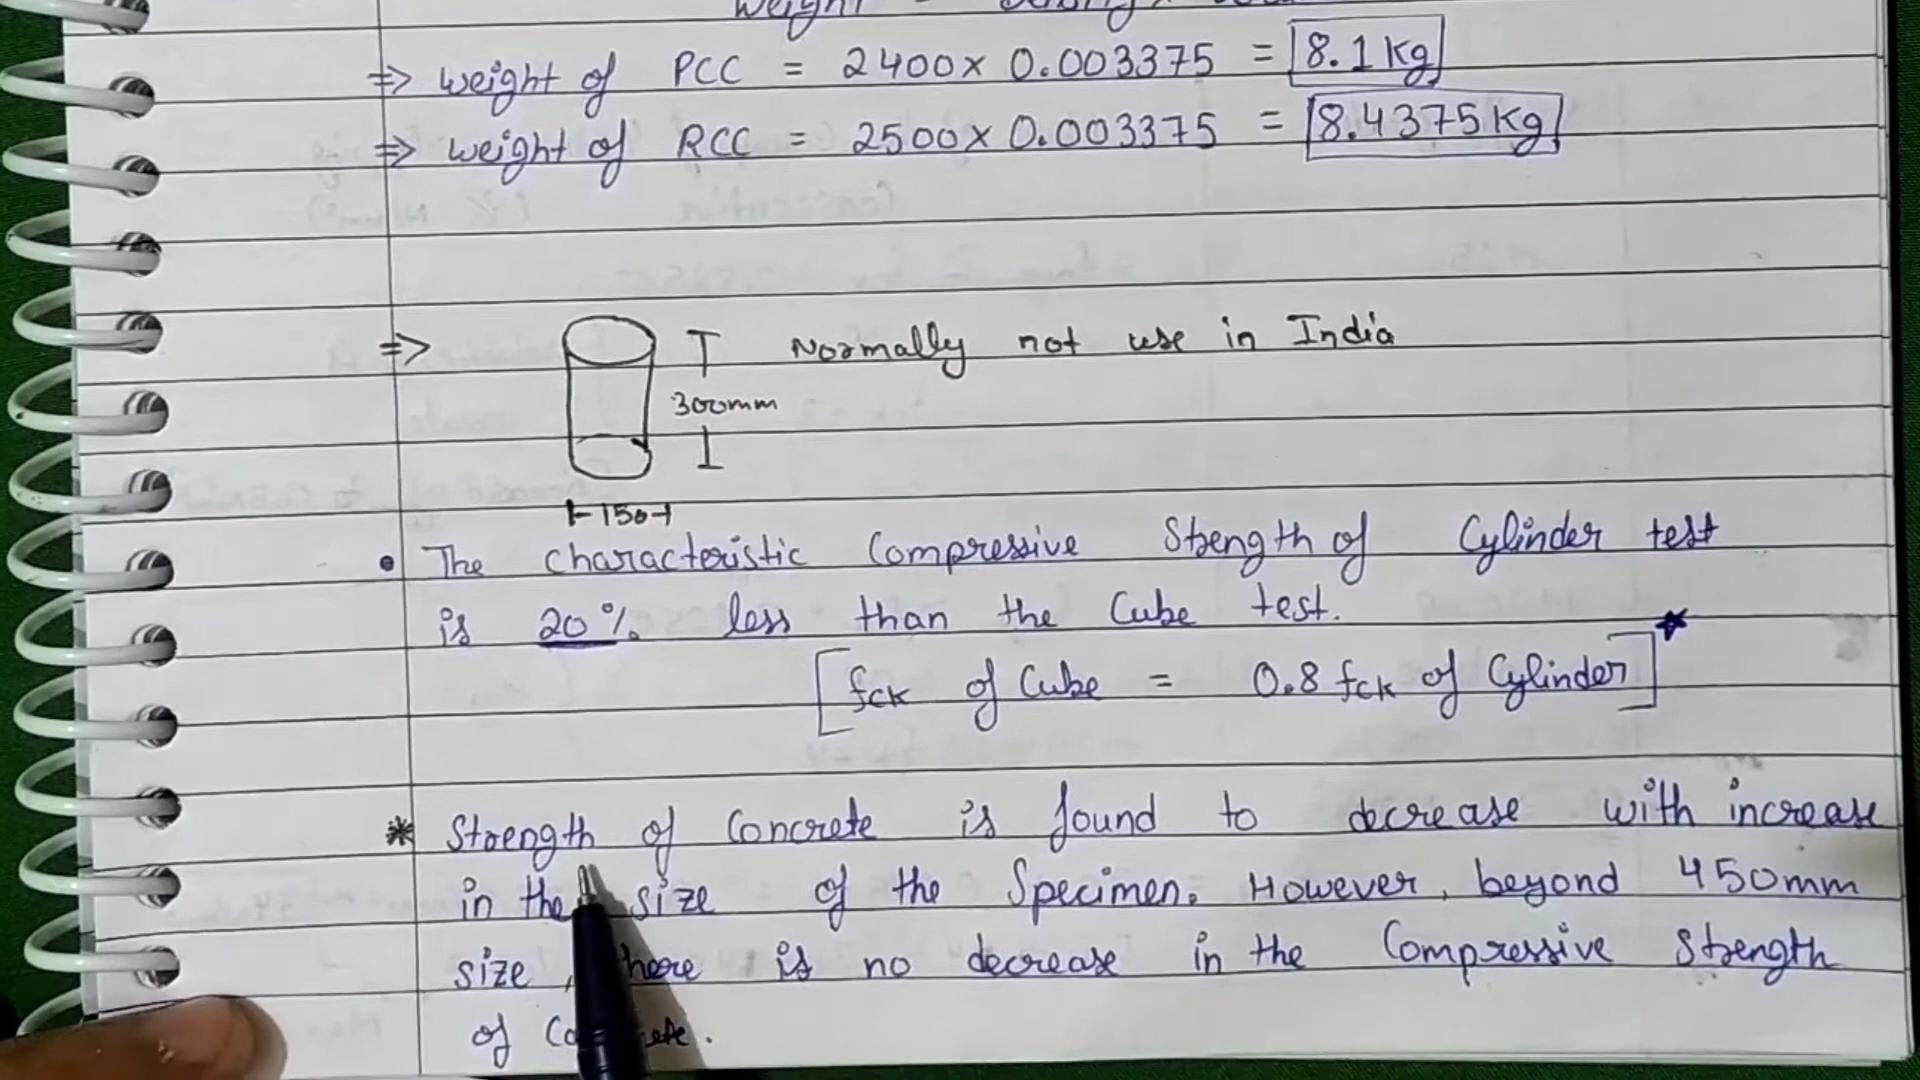 Weight =
=> weight of PCC = 2400 x 0.003375 = 8.1 kg
=> weight of RCC = 2500 x 0.003375 = 8.4375 kg
=> Normally not use in India
300mm
150
• The characteristic Compressive Strength of Cylinder test
is 20% less than the Cube test.
[fck of Cube = 0.8 fck of Cylinder]*
* Strength of Concrete is found to decrease with increase
in the size of the Specimen. However, beyond 450mm
size, there is no decrease in the Compressive Strength
of Concrete.